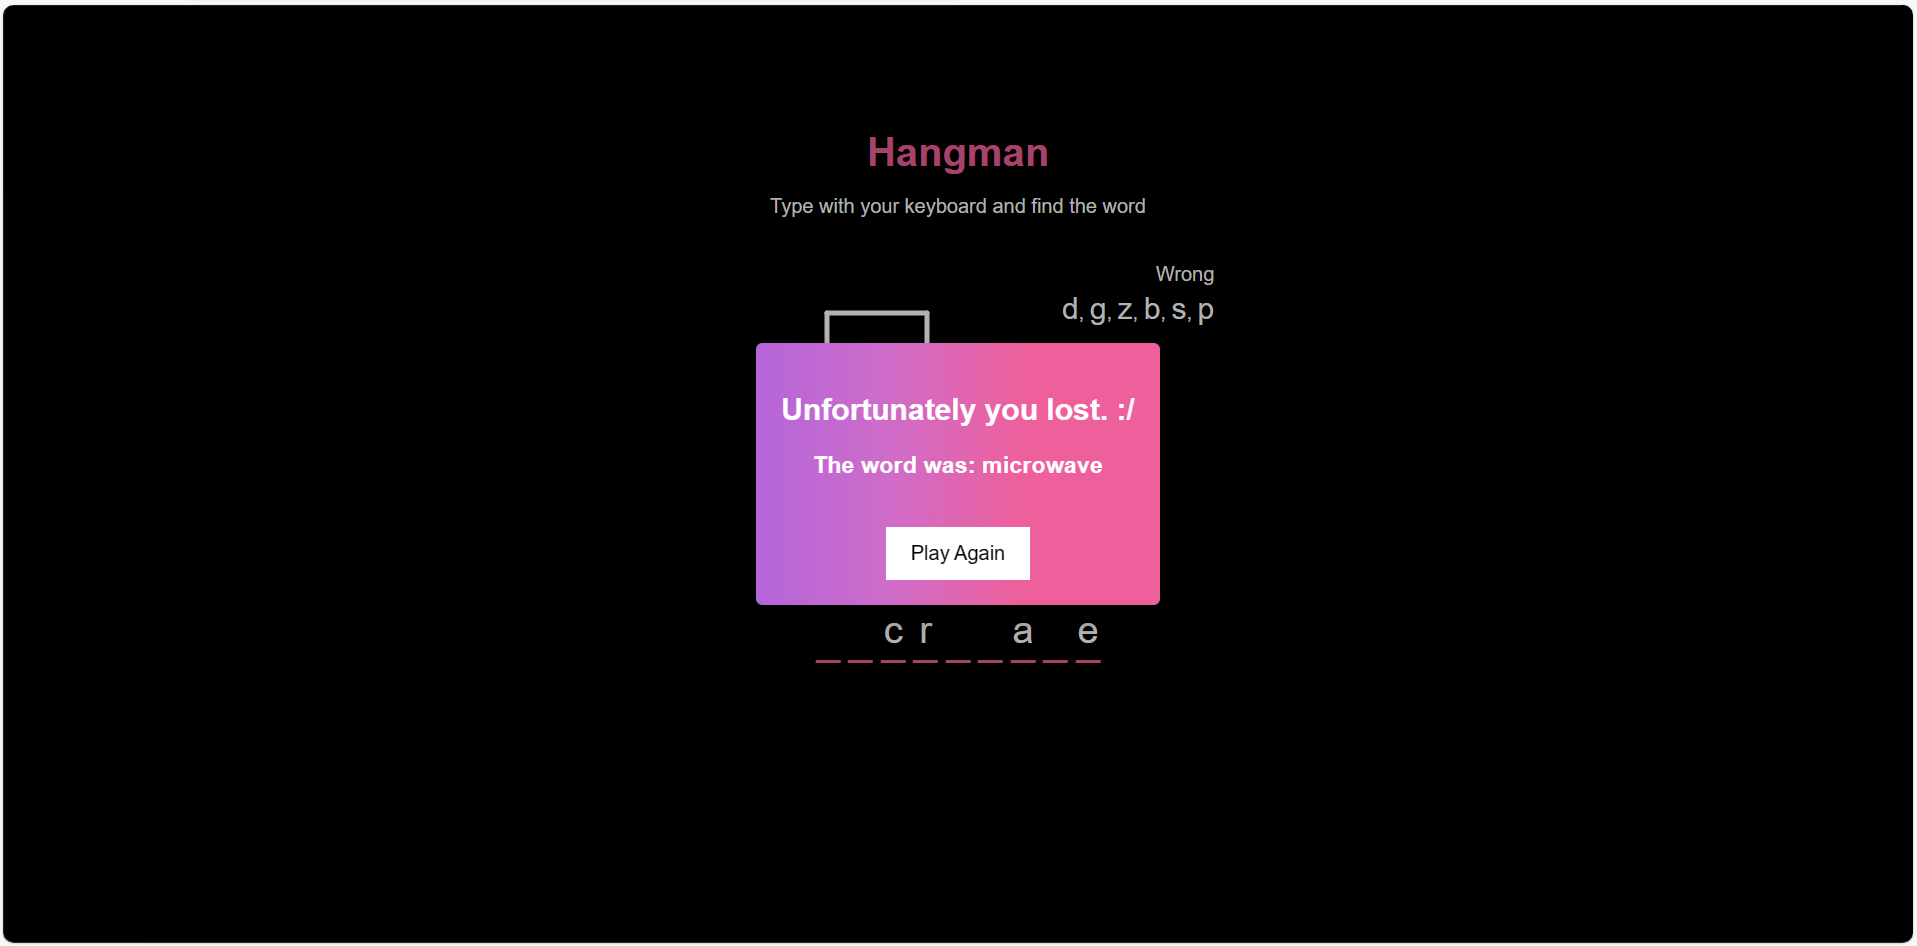 Hangman
Type with your keyboard and find the word
Wrong
d, g, z, b, s, p
Unfortunately you lost. :/
The word was: microwave
Play Again
c r a e